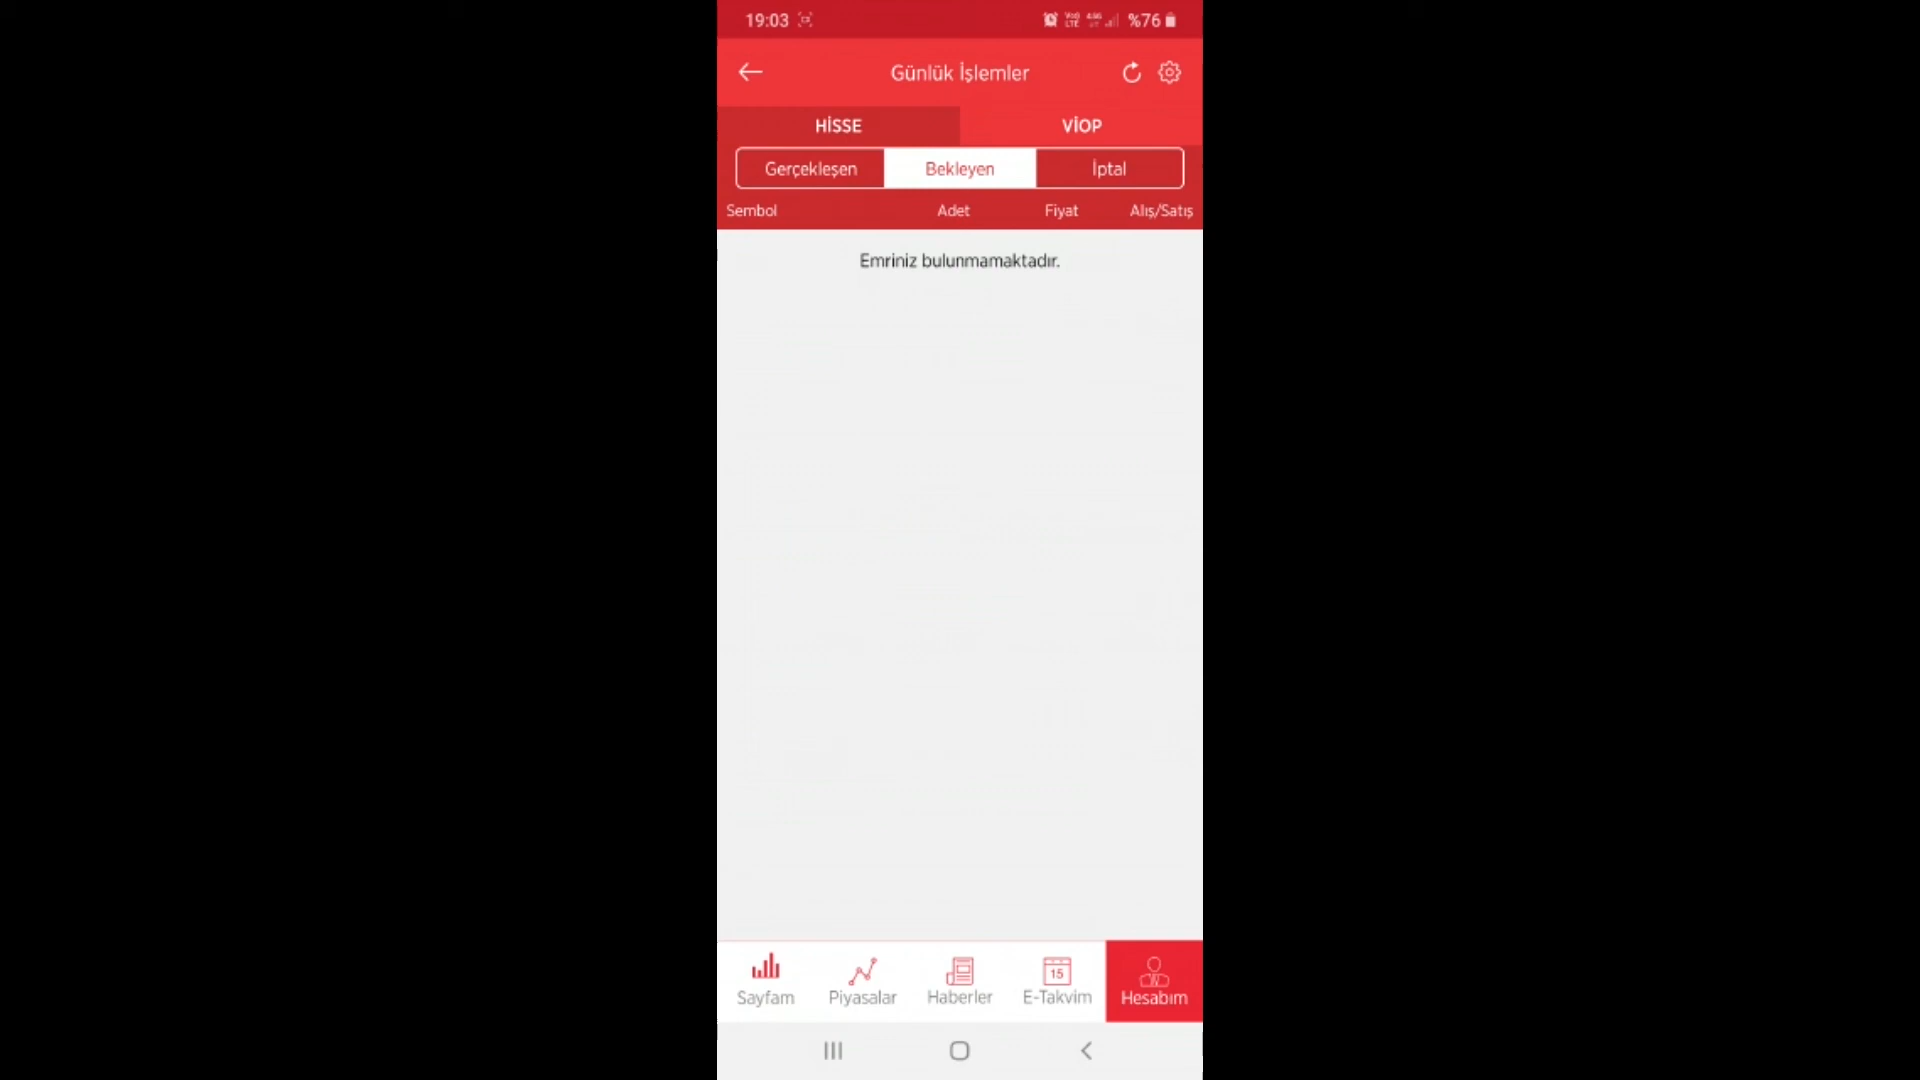 19:03 %76
Günlük İşlemler
HİSSE VİOP
Gerçekleşen Bekleyen İptal
Sembol Adet Fiyat Alış/Satış
Emriniz bulunmamaktadır.
15
Sayfam Piyasalar Haberler E-Takvim Hesabım